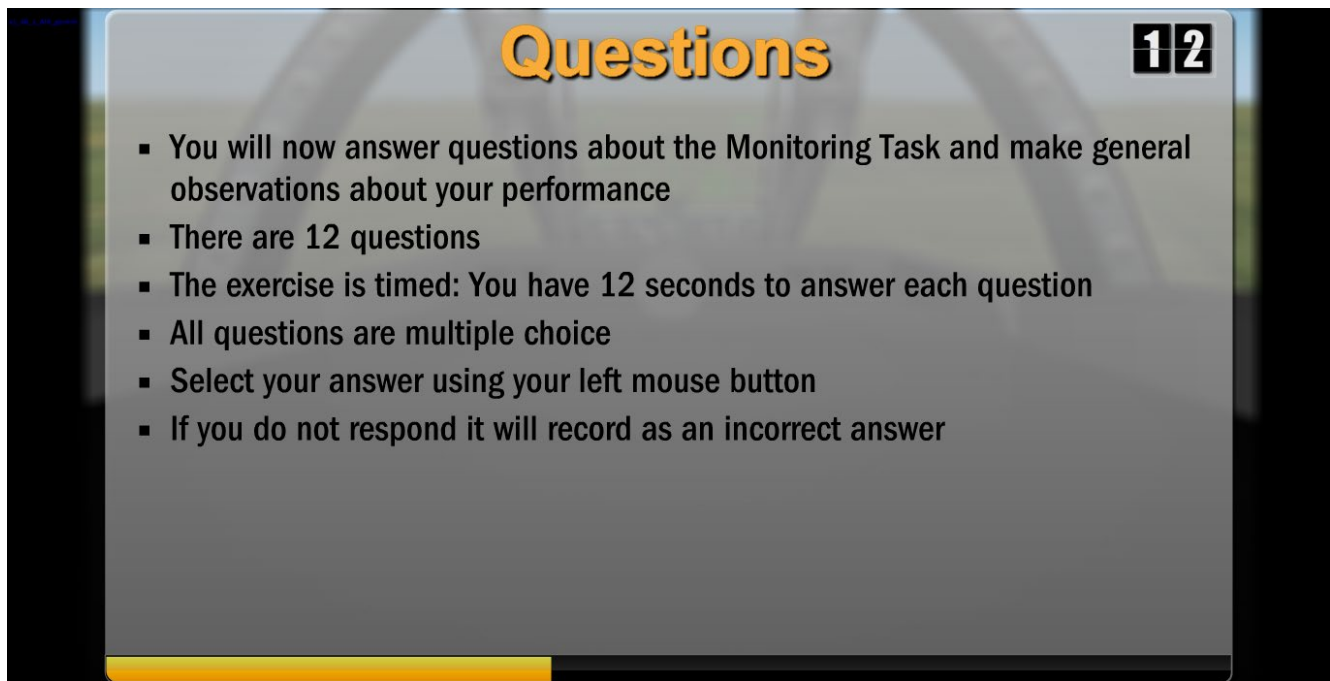 Questions
12
▪ You will now answer questions about the Monitoring Task and make general
observations about your performance
▪ There are 12 questions
▪ The exercise is timed: You have 12 seconds to answer each question
▪ All questions are multiple choice
▪ Select your answer using your left mouse button
▪ If you do not respond it will record as an incorrect answer